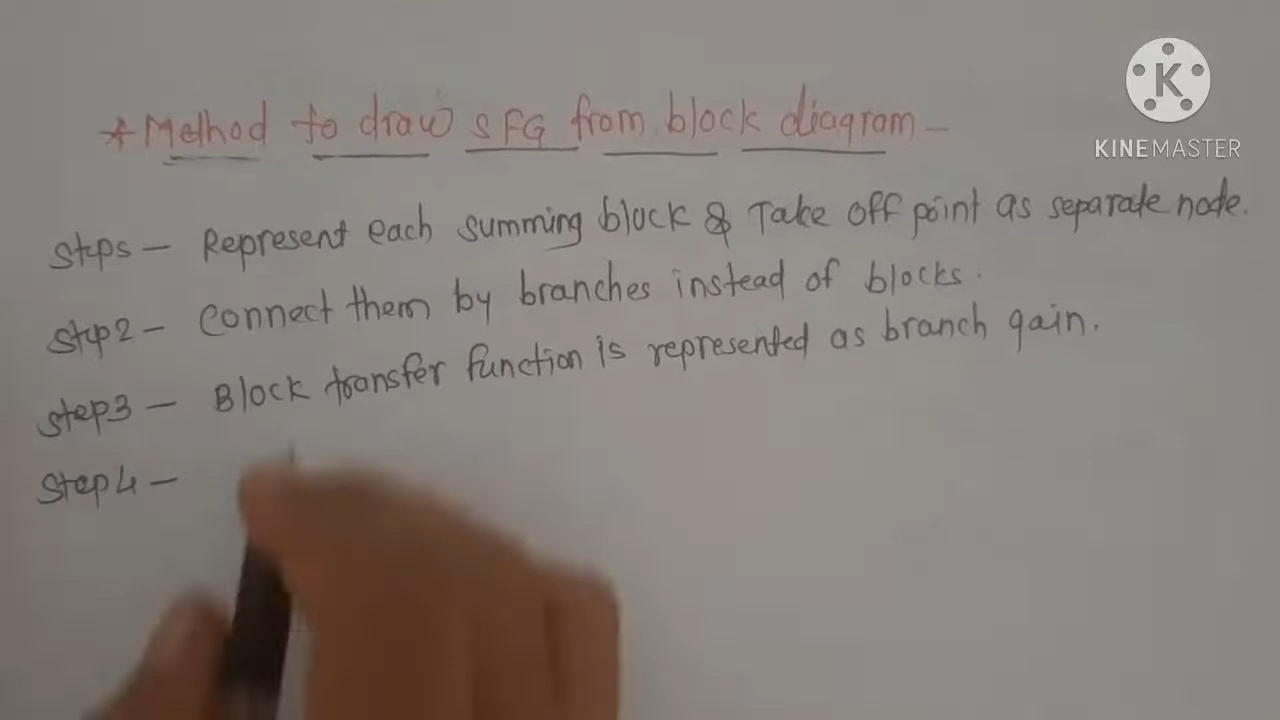 * Method to draw SFG from block diagram -
K
KINEMASTER
Steps - Represent each summing block & Take off point as separate node.
Step2 - Connect them by branches instead of blocks.
Step3 - Block transfer function is represented as branch gain.
Step4 -